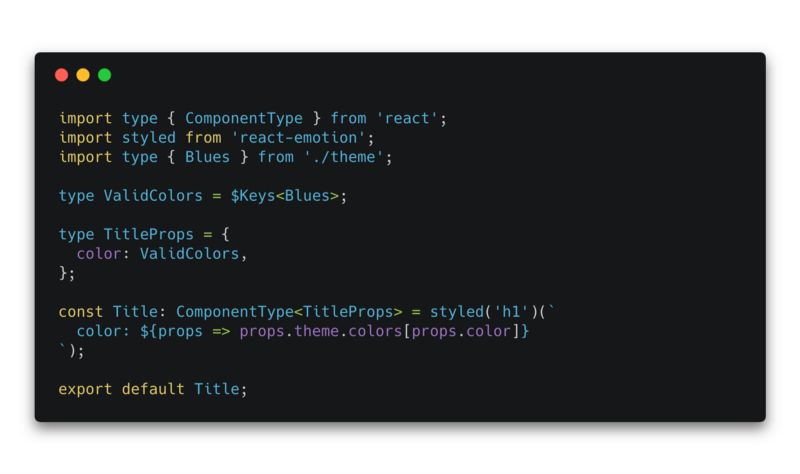 import type { ComponentType } from 'react';
import styled from 'react-emotion';
import type { Blues } from './theme';
type ValidColors = $Keys<Blues>;
type TitleProps = {
color: ValidColors,
};
const Title: ComponentType<TitleProps> = styled('h1')(`
color: ${props => props.theme.colors[props.color]}
`);
export default Title;